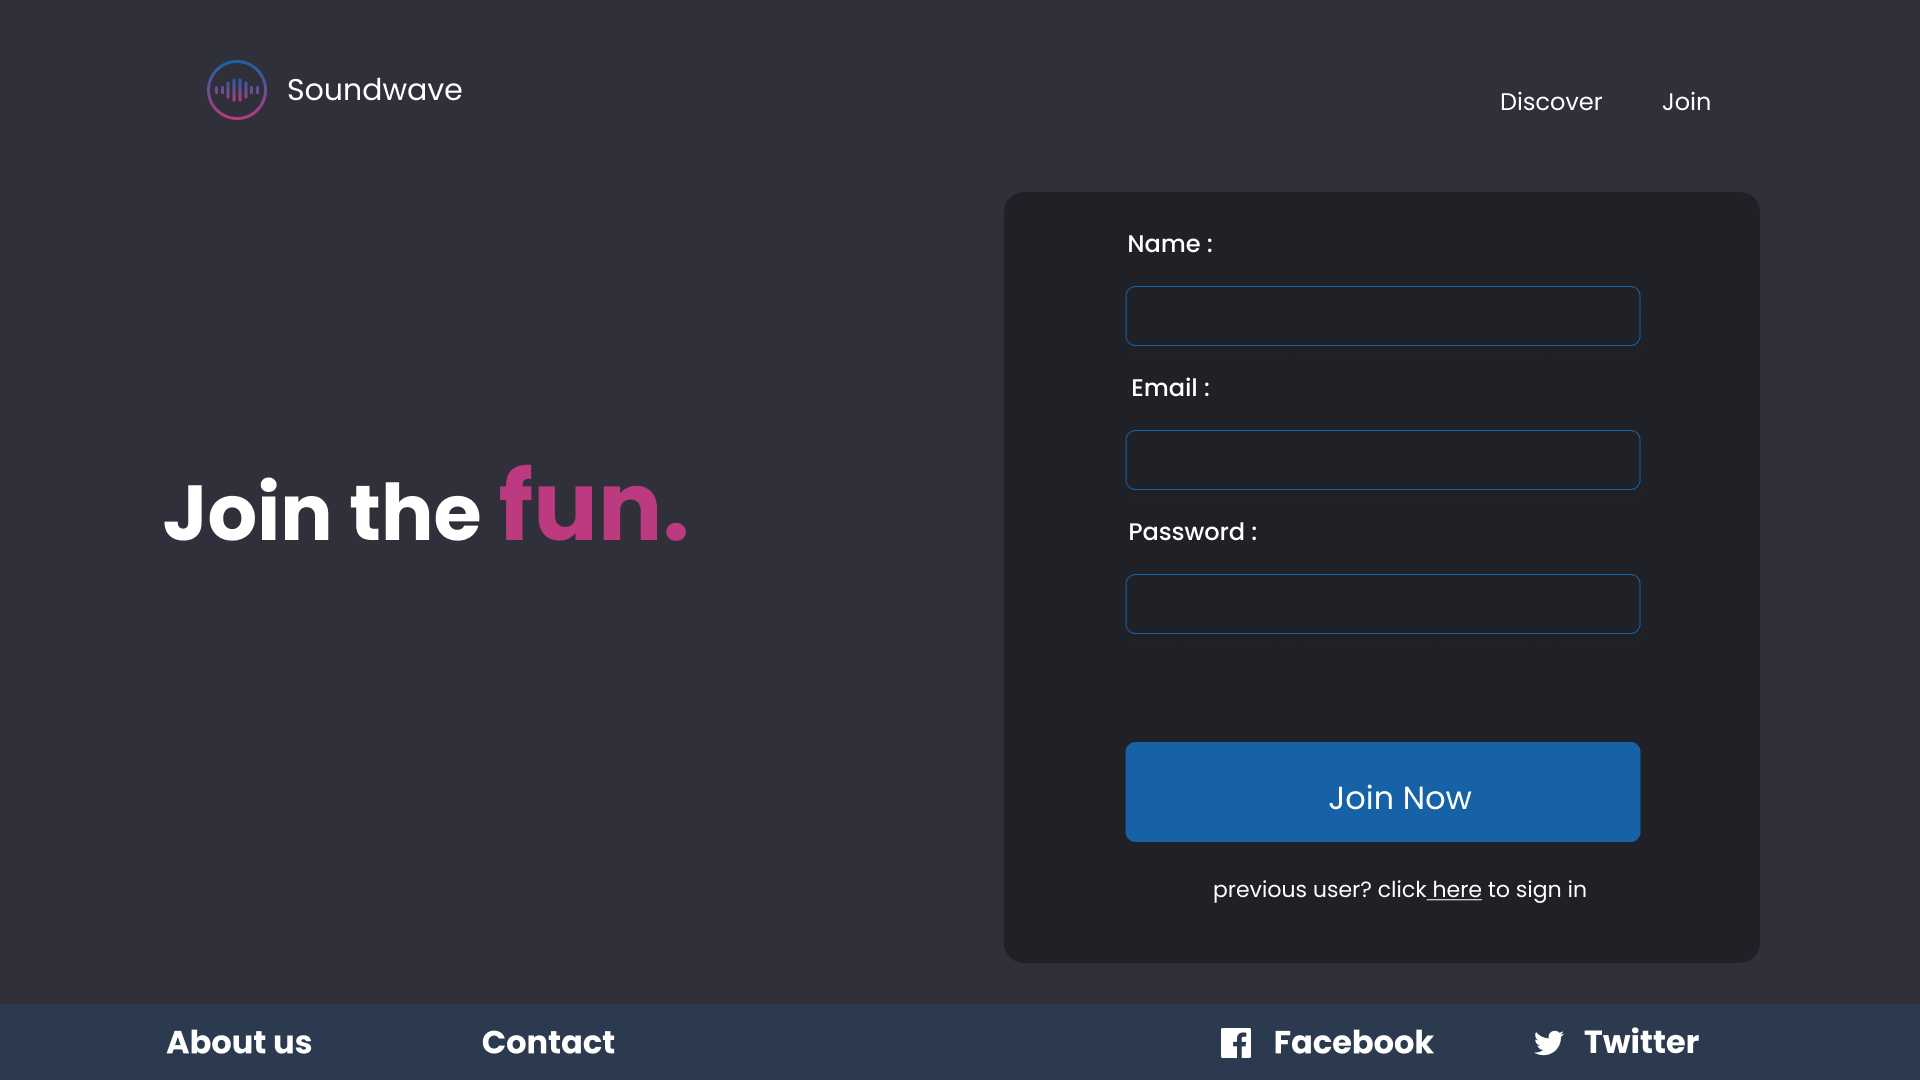 Soundwave
Discover Join
Name :
Email :
Password :
Join the fun.
Join Now
previous user? click here to sign in
About us Contact Facebook Twitter